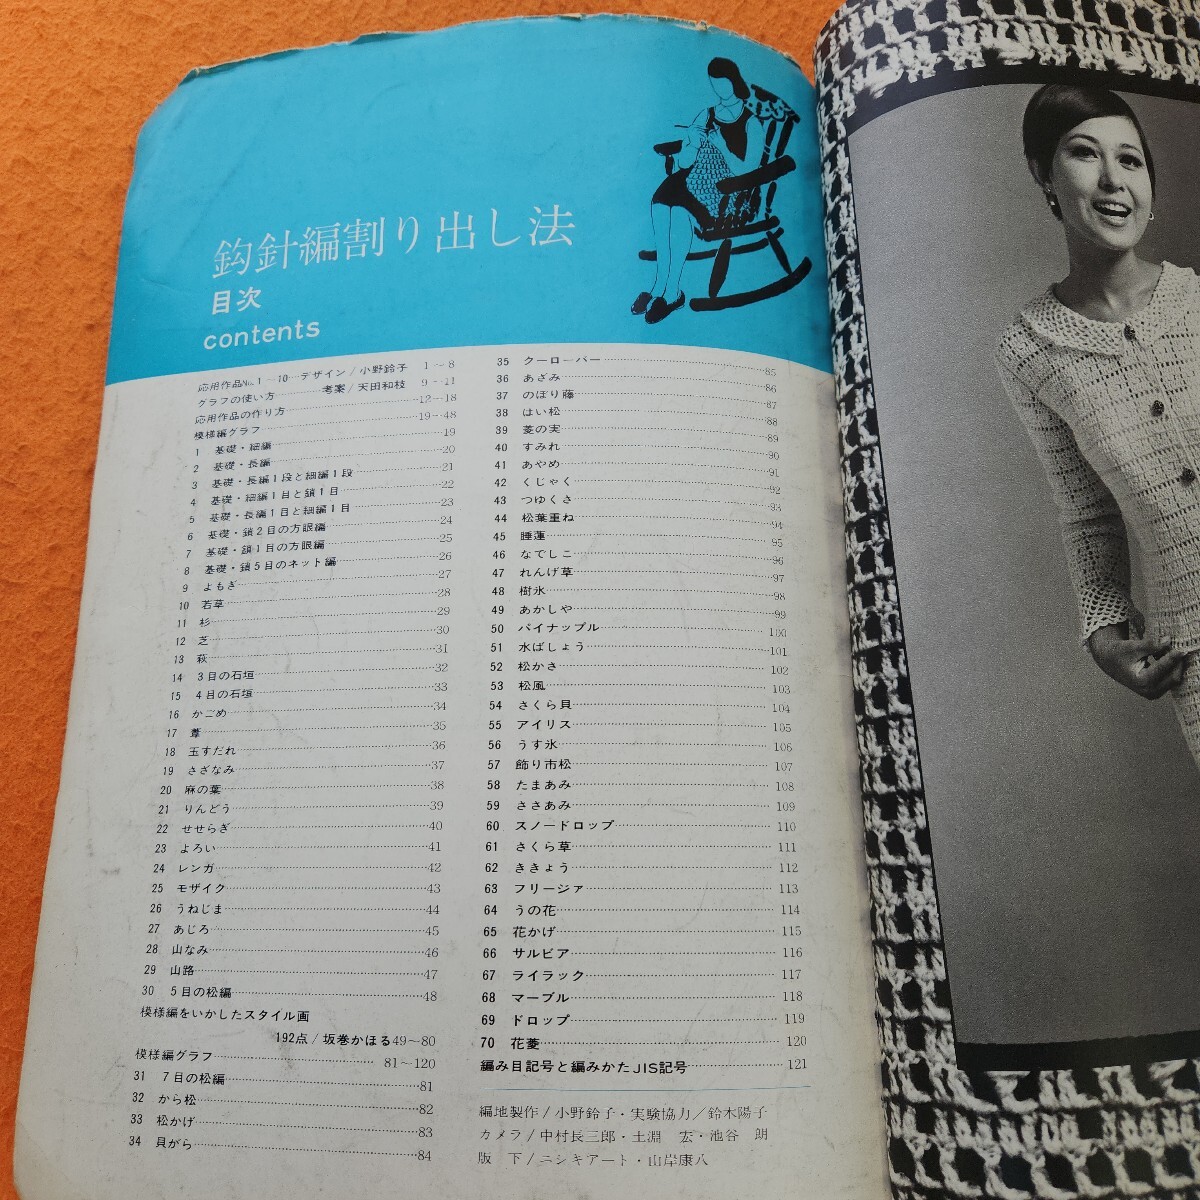 鈎針編割り出し法
目次
contents
応用作品No.1～10…デザイン/小野鈴子 1～8
グラフの使い方……考案/天田和枝 9～11
応用作品の作り方 12～18
模様編グラフ 19～48
1 基礎・細編 19
2 基礎・長編 20
3 基礎・長編1段と細編1段 21
4 基礎・細編1目と鎖1目 22
5 基礎・長編1目と細編1目 23
6 基礎・鎖2目の方眼編 24
7 基礎・鎖1目の方眼編 25
8 基礎・鎖5目のネット編 26
9 よもぎ 27
10 若草 28
11 杉 29
12 芝 30
13 萩 31
14 3目の石垣 32
15 4目の石垣 33
16 かごめ 34
17 葦 35
18 玉すだれ 36
19 さざなみ 37
20 麻の葉 38
21 りんどう 39
22 せせらぎ 40
23 よろい 41
24 レンガ 42
25 モザイク 43
26 うねじま 44
27 あじろ 45
28 山なみ 46
29 山路 47
30 5目の松編 48
模様編をいかしたスタイル画
192点/坂巻かほる49～80
模様編グラフ 81～120
31 7目の松編 81
32 から松 82
33 松かげ 83
34 貝がら 84
35 クーローバー 85
36 あざみ 86
37 のぼり藤 87
38 はい松 88
39 菱の実 89
40 すみれ 90
41 あやめ 91
42 くじゃく 92
43 つゆくさ 93
44 松葉重ね 94
45 睡蓮 95
46 なでしこ 96
47 れんげ草 97
48 樹氷 98
49 あかしや 99
50 パイナップル 100
51 水ばしょう 101
52 松かさ 102
53 松風 103
54 さくら貝 104
55 アイリス 105
56 うす氷 106
57 飾り市松 107
58 たまあみ 108
59 ささあみ 109
60 スノードロップ 110
61 さくら草 111
62 ききょう 112
63 フリージァ 113
64 うの花 114
65 花かげ 115
66 サルビア 116
67 ライラック 117
68 マーブル 118
69 ドロップ 119
70 花菱 120
編み目記号と編みかたJIS記号 121
編地製作/小野鈴子・実験協力/鈴木陽子
カメラ/中村長三郎・土淵 宏・池谷 朗
版 下/ニシキアート・山岸康八